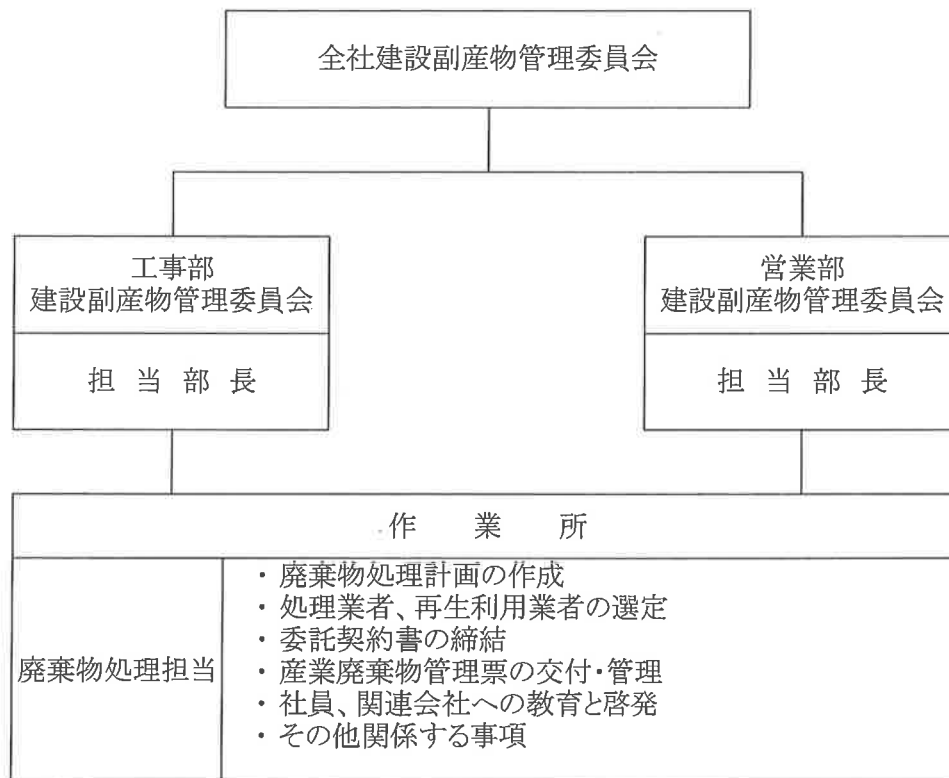 全社建設副産物管理委員会
工事部
建設副産物管理委員会
担当部長
営業部
建設副産物管理委員会
担当部長
作業所
廃棄物処理担当
・廃棄物処理計画の作成
・処理業者、再生利用業者の選定
・委託契約書の締結
・産業廃棄物管理票の交付・管理
・社員、関連会社への教育と啓発
・その他関係する事項